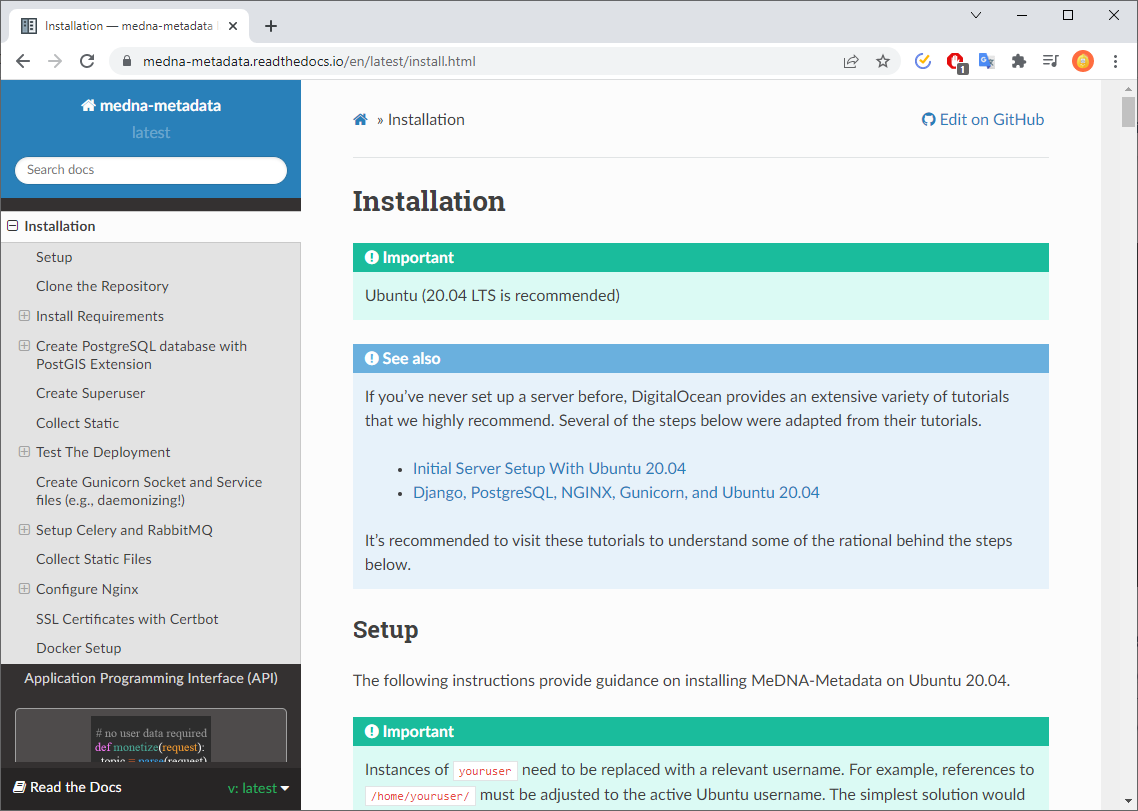 Installation — medna-metadata
medna-metadata.readthedocs.io/en/latest/install.html
1
medna-metadata
latest
Search docs
Installation
Setup
Clone the Repository
Install Requirements
Create PostgreSQL database with
PostGIS Extension
Create Superuser
Collect Static
Test The Deployment
Create Gunicorn Socket and Service
files (e.g., daemonizing!)
Setup Celery and RabbitMQ
Collect Static Files
Configure Nginx
SSL Certificates with Certbot
Docker Setup
Application Programming Interface (API)
# no user data required
def monetize(request):
topic = parse(request)
Read the Docs
v: latest
» Installation
Edit on GitHub
Installation
Important
Ubuntu (20.04 LTS is recommended)
See also
If you’ve never set up a server before, DigitalOcean provides an extensive variety of tutorials
that we highly recommend. Several of the steps below were adapted from their tutorials.
• Initial Server Setup With Ubuntu 20.04
• Django, PostgreSQL, NGINX, Gunicorn, and Ubuntu 20.04
It’s recommended to visit these tutorials to understand some of the rational behind the steps
below.
Setup
The following instructions provide guidance on installing MeDNA-Metadata on Ubuntu 20.04.
Important
Instances of youruser need to be replaced with a relevant username. For example, references to
/home/youruser/ must be adjusted to the active Ubuntu username. The simplest solution would